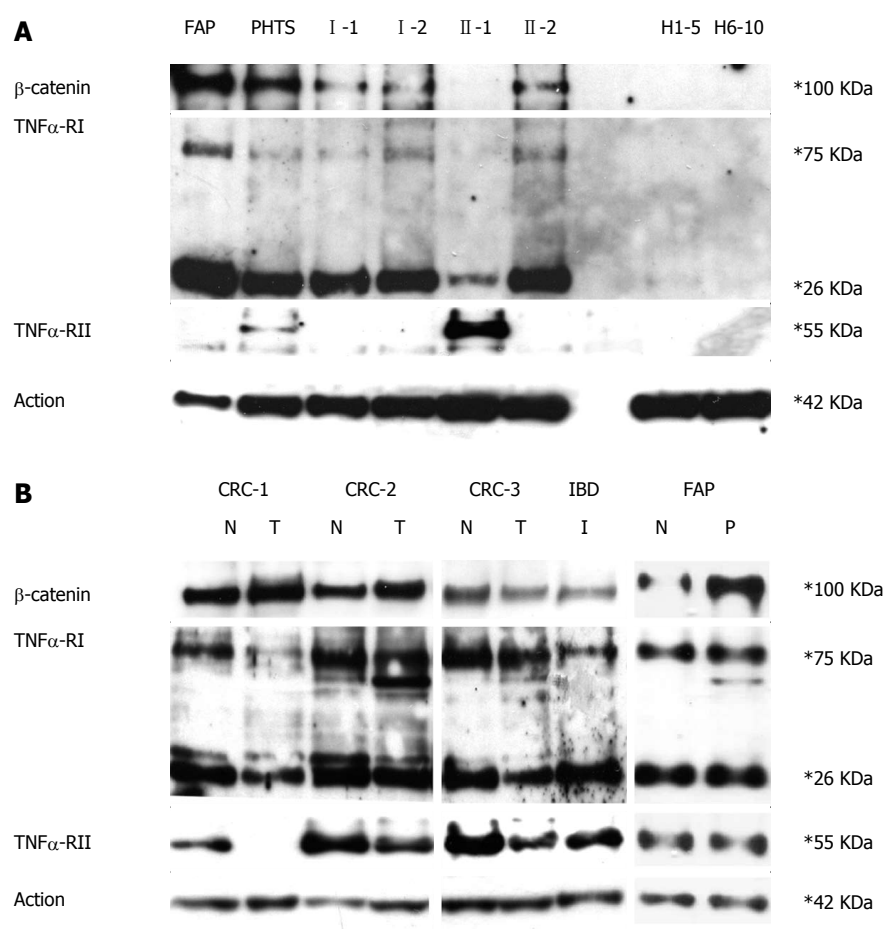 A
FAP PHTS Ⅰ-1 Ⅰ-2 Ⅱ-1 Ⅱ-2 H1-5 H6-10
β-catenin *100 KDa
TNFα-RI
*75 KDa
*26 KDa
TNFα-RII *55 KDa
Action *42 KDa
B
CRC-1 CRC-2 CRC-3 IBD FAP
N T N T N T I N P
β-catenin *100 KDa
TNFα-RI
*75 KDa
*26 KDa
TNFα-RII *55 KDa
Action *42 KDa